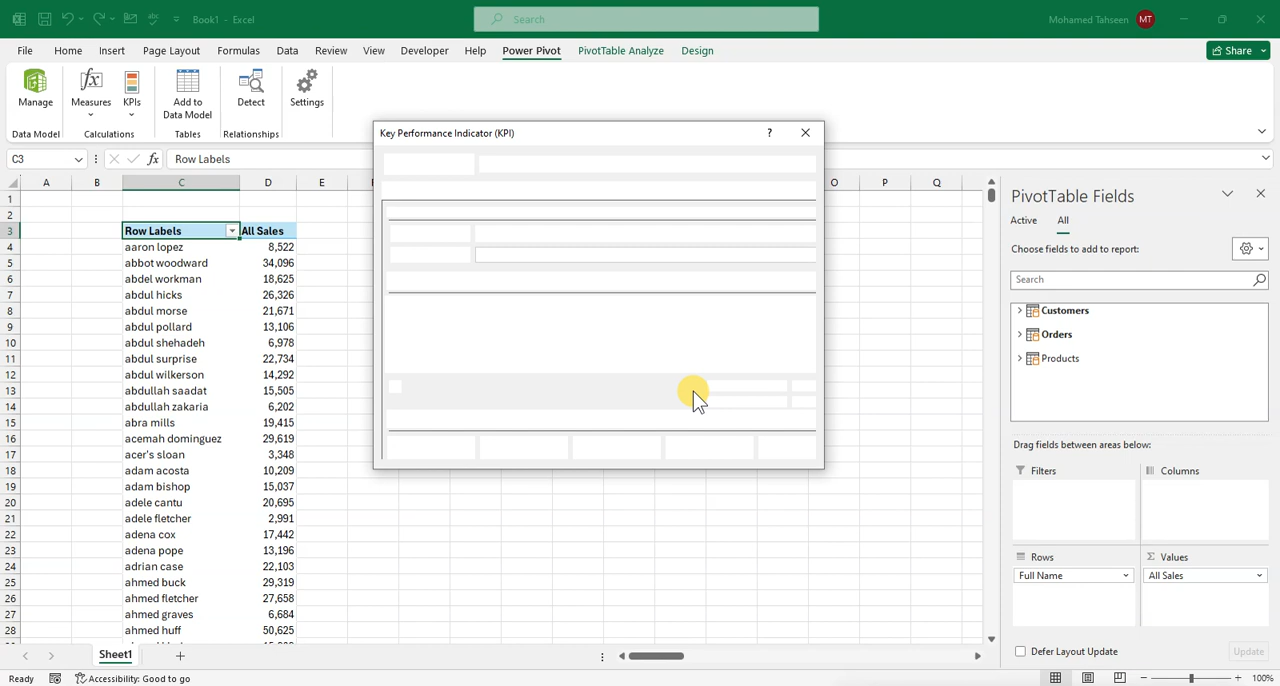 Book1 - Excel
Search
Mohamed Tahseen
MT
File Home Insert Page Layout Formulas Data Review View Developer Help Power Pivot PivotTable Analyze Design
Share
Manage
Measures
KPIs
Add to
Data Model
Detect
Settings
Data Model
Calculations
Tables
Relationships
C3
fx
Row Labels
Key Performance Indicator (KPI)
?
A B C D E O P Q
1
2
3 Row Labels All Sales
4 aaron lopez 8,522
5 abbot woodward 34,096
6 abdel workman 18,625
7 abdul hicks 26,326
8 abdul morse 21,671
9 abdul pollard 13,106
10 abdul shehadeh 6,978
11 abdul surprise 22,734
12 abdul wilkerson 14,292
13 abdullah saadat 15,505
14 abdullah zakaria 6,202
15 abra mills 19,415
16 acemah dominguez 29,619
17 acer's sloan 3,348
18 adam acosta 10,209
19 adam bishop 15,037
20 adele cantu 20,695
21 adele fletcher 2,991
22 adena cox 17,442
23 adena pope 13,196
24 adrian case 22,103
25 ahmed buck 29,319
26 ahmed fletcher 27,658
27 ahmed graves 6,684
28 ahmed huff 50,625
PivotTable Fields
Active All
Choose fields to add to report:
Search
Customers
Orders
Products
Drag fields between areas below:
Filters
Columns
Rows
Σ Values
Full Name
All Sales
Defer Layout Update
Update
Sheet1
Ready
Accessibility: Good to go
100%